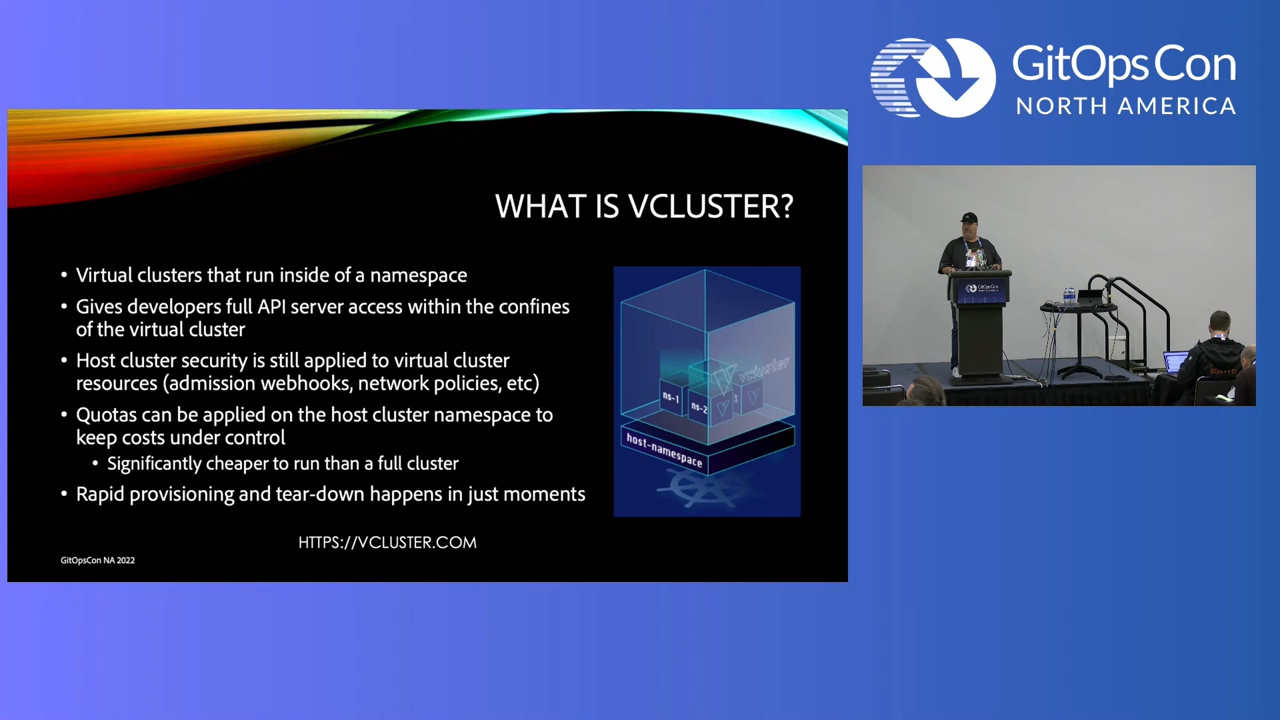 GitOpsCon
NORTH AMERICA
WHAT IS VCLUSTER?
• Virtual clusters that run inside of a namespace
• Gives developers full API server access within the confines
of the virtual cluster
• Host cluster security is still applied to virtual cluster
resources (admission webhooks, network policies, etc)
• Quotas can be applied on the host cluster namespace to
keep costs under control
• Significantly cheaper to run than a full cluster
• Rapid provisioning and tear-down happens in just moments
vcluster
ns-1
ns-2
host-namespace
HTTPS://VCLUSTER.COM
GitOpsCon NA 2022
GitOpsCon